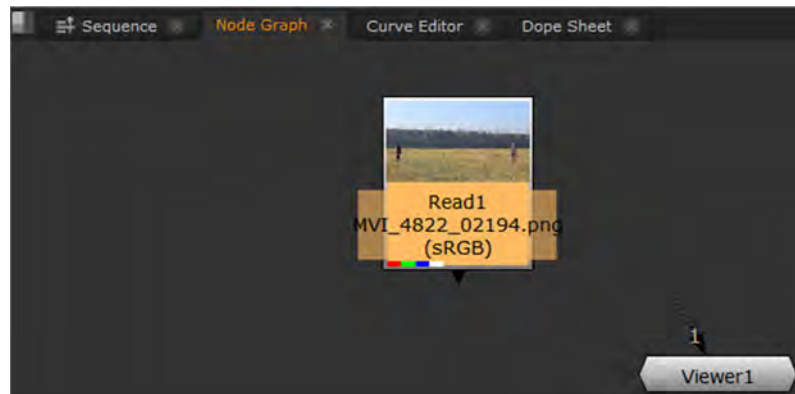 Sequence Node Graph Curve Editor Dope Sheet
Read1
MVI_4822_02194.png
(sRGB)
1
Viewer1